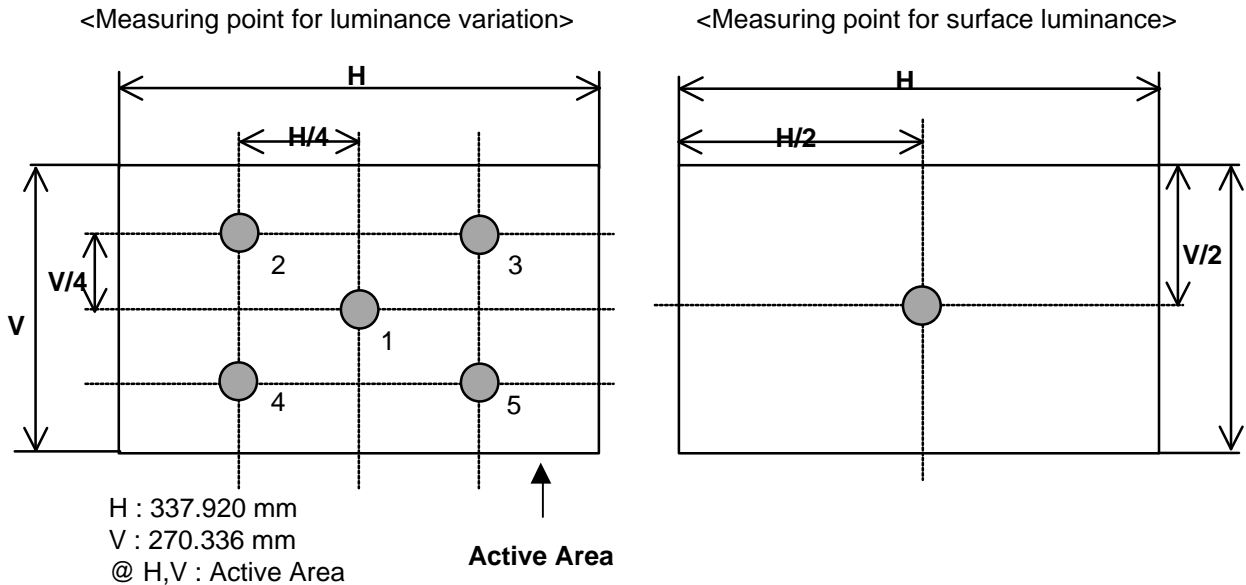 <Measuring point for luminance variation>
<Measuring point for surface luminance>
H
H
H/4
H/2
2
3
V/4
V/2
V
1
4
5
H : 337.920 mm
V : 270.336 mm
@ H,V : Active Area
Active Area